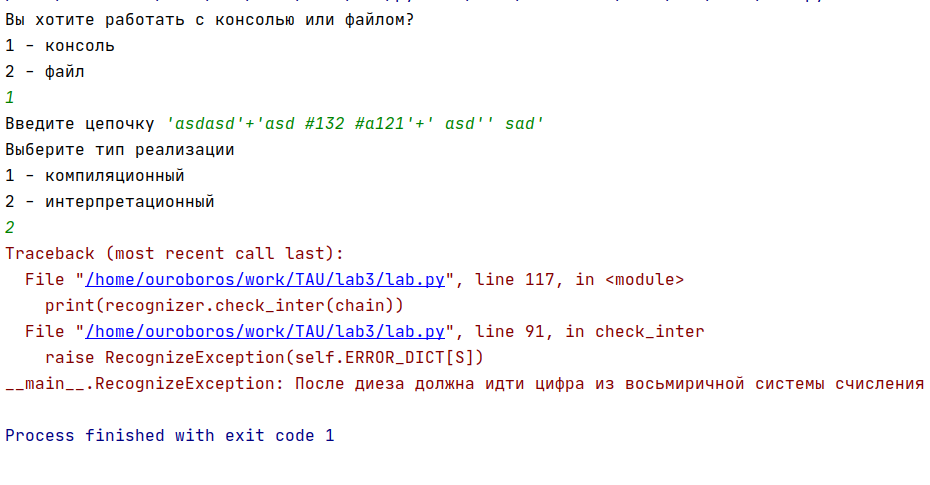 Вы хотите работать с консолью или файлом?
1 - консоль
2 - файл
1
Введите цепочку 'asdasd'+'asd #132 #a121'+' asd'' sad'
Выберите тип реализации
1 - компиляционный
2 - интерпретационный
2
Traceback (most recent call last):
  File "/home/ouroboros/work/TAU/lab3/lab.py", line 117, in <module>
    print(recognizer.check_inter(chain))
  File "/home/ouroboros/work/TAU/lab3/lab.py", line 91, in check_inter
    raise RecognizeException(self.ERROR_DICT[S])
__main__.RecognizeException: После диеза должна идти цифра из восьмиричной системы счисления
Process finished with exit code 1